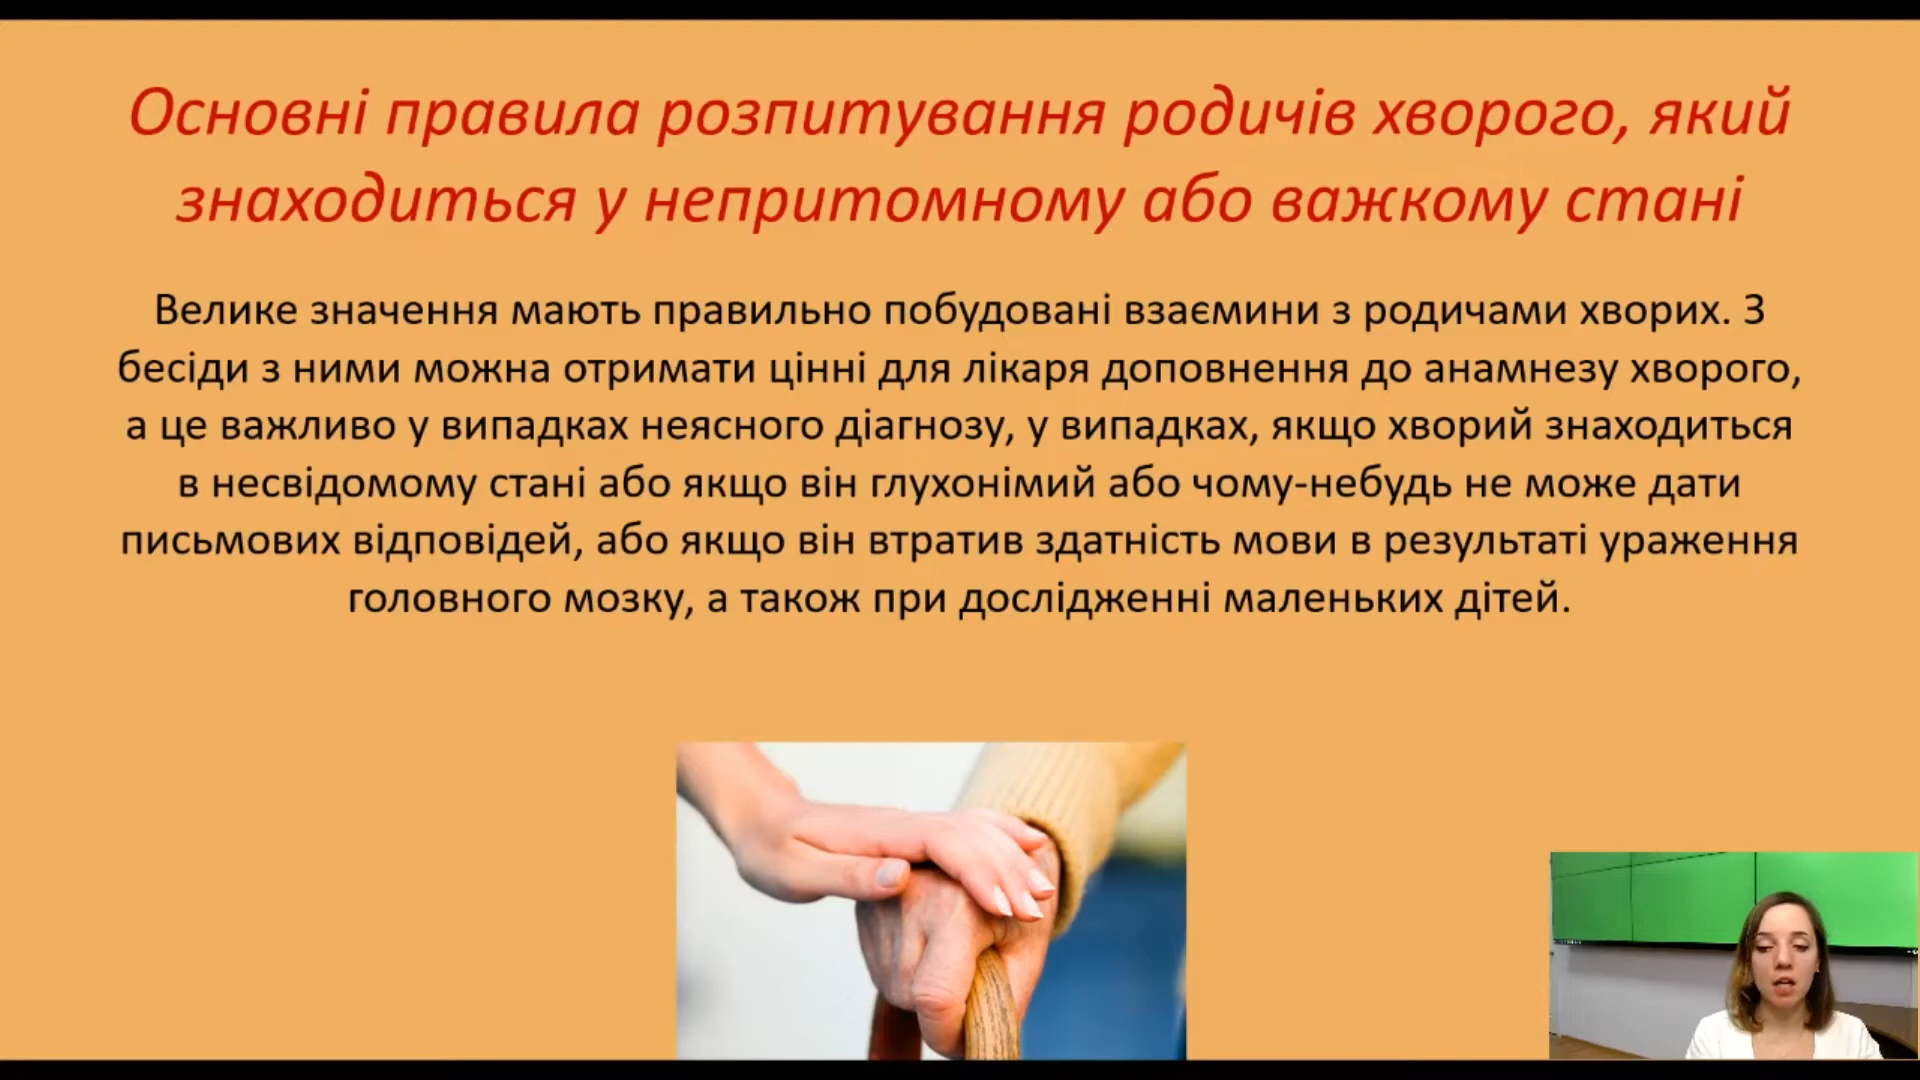 Основні правила розпитування родичів хворого, який
знаходиться у непритомному або важкому стані
Велике значення мають правильно побудовані взаємини з родичами хворих. З
бесіди з ними можна отримати цінні для лікаря доповнення до анамнезу хворого,
а це важливо у випадках неясного діагнозу, у випадках, якщо хворий знаходиться
в несвідомому стані або якщо він глухонімий або чому-небудь не може дати
письмових відповідей, або якщо він втратив здатність мови в результаті ураження
головного мозку, а також при дослідженні маленьких дітей.